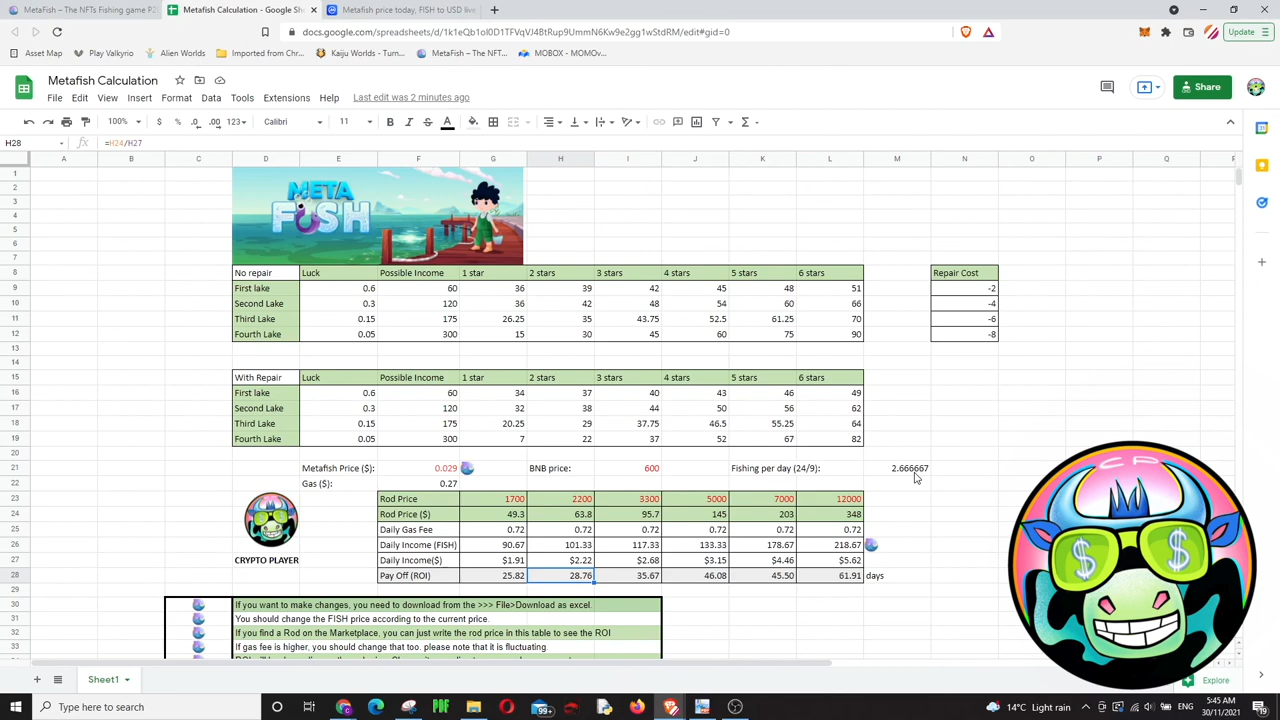 MetaFish – The NFTs Fishing game P2
Metafish Calculation - Google She
Metafish price today, FISH to USD live
docs.google.com/spreadsheets/d/1k1eQb1ol0D1TFVqVJ4BtRup9UmmN6Kw9e2gg1wStdRM/edit#gid=0
Update
Asset Map
Play Valkyrio
Alien Worlds
Imported from Chr...
Kaiju Worlds - Turn...
MetaFish – The NFT...
MOBOX - MOMOv...
Metafish Calculation
File Edit View Insert Format Data Tools Extensions Help Last edit was 2 minutes ago
Share
100% $ % .0 .00 123 Calibri 11 B I S A
H28 fx =H24/H27
A B C D E F G H I J K L M N O P Q R
META FISH
No repair Luck Possible Income 1 star 2 stars 3 stars 4 stars 5 stars 6 stars Repair Cost
First lake 0.6 60 36 39 42 45 48 51 -2
Second Lake 0.3 120 36 42 48 54 60 66 -4
Third Lake 0.15 175 26.25 35 43.75 52.5 61.25 70 -6
Fourth Lake 0.05 300 15 30 45 60 75 90 -8
With Repair Luck Possible Income 1 star 2 stars 3 stars 4 stars 5 stars 6 stars
First lake 0.6 60 34 37 40 43 46 49
Second Lake 0.3 120 32 38 44 50 56 62
Third Lake 0.15 175 20.25 29 37.75 46.5 55.25 64
Fourth Lake 0.05 300 7 22 37 52 67 82
Metafish Price ($): 0.029 BNB price: 600 Fishing per day (24/9): 2.666667
Gas ($): 0.27
Rod Price 1700 2200 3300 5000 7000 12000
Rod Price ($) 49.3 63.8 95.7 145 203 348
Daily Gas Fee 0.72 0.72 0.72 0.72 0.72 0.72
Daily Income (FISH) 90.67 101.33 117.33 133.33 178.67 218.67
CRYPTO PLAYER
Daily Income($) $1.91 $2.22 $2.68 $3.15 $4.46 $5.62
Pay Off (ROI) 25.82 28.76 35.67 46.08 45.50 61.91 days
If you want to make changes, you need to download from the >>> File>Download as excel.
You should change the FISH price according to the current price.
If you find a Rod on the Marketplace, you can just write the rod price in this table to see the ROI
If gas fee is higher, you should change that too. please note that it is fluctuating.
CP
$ $
Sheet1
Explore
Type here to search
PDF
99+
14°C Light rain
5:45 AM
30/11/2021
19